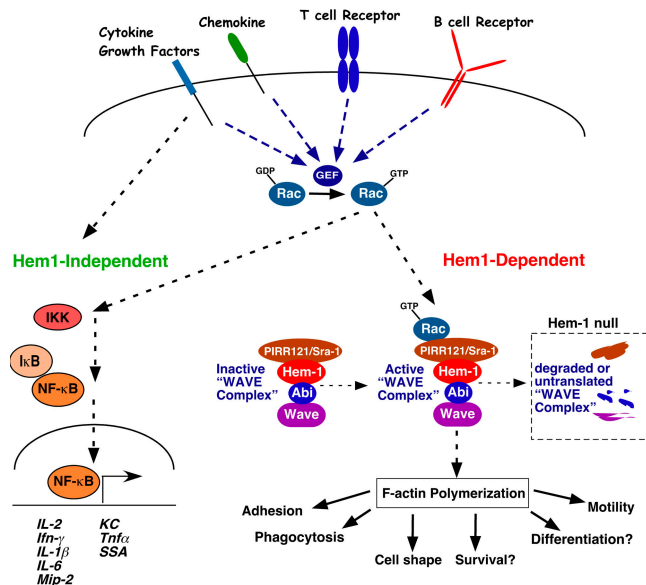 T cell Receptor
Chemokine
B cell Receptor
Cytokine
Growth Factors
GEF
GDP
GTP
Rac
Rac
Hem1-Independent
Hem1-Dependent
GTP
Rac
Hem-1 null
IKK
PIRR121/Sra-1
PIRR121/Sra-1
IκB
Inactive
"WAVE
Complex"
Hem-1
Abi
Wave
Active
"WAVE
Complex"
Hem-1
Abi
Wave
degraded or
untranslated
"WAVE
Complex"
NF-κB
NF-κB
F-actin Polymerization
Adhesion
Motility
Phagocytosis
Differentiation?
Cell shape
Survival?
IL-2 KC
Ifn-γ Tnfα
IL-1β SSA
IL-6
Mip-2